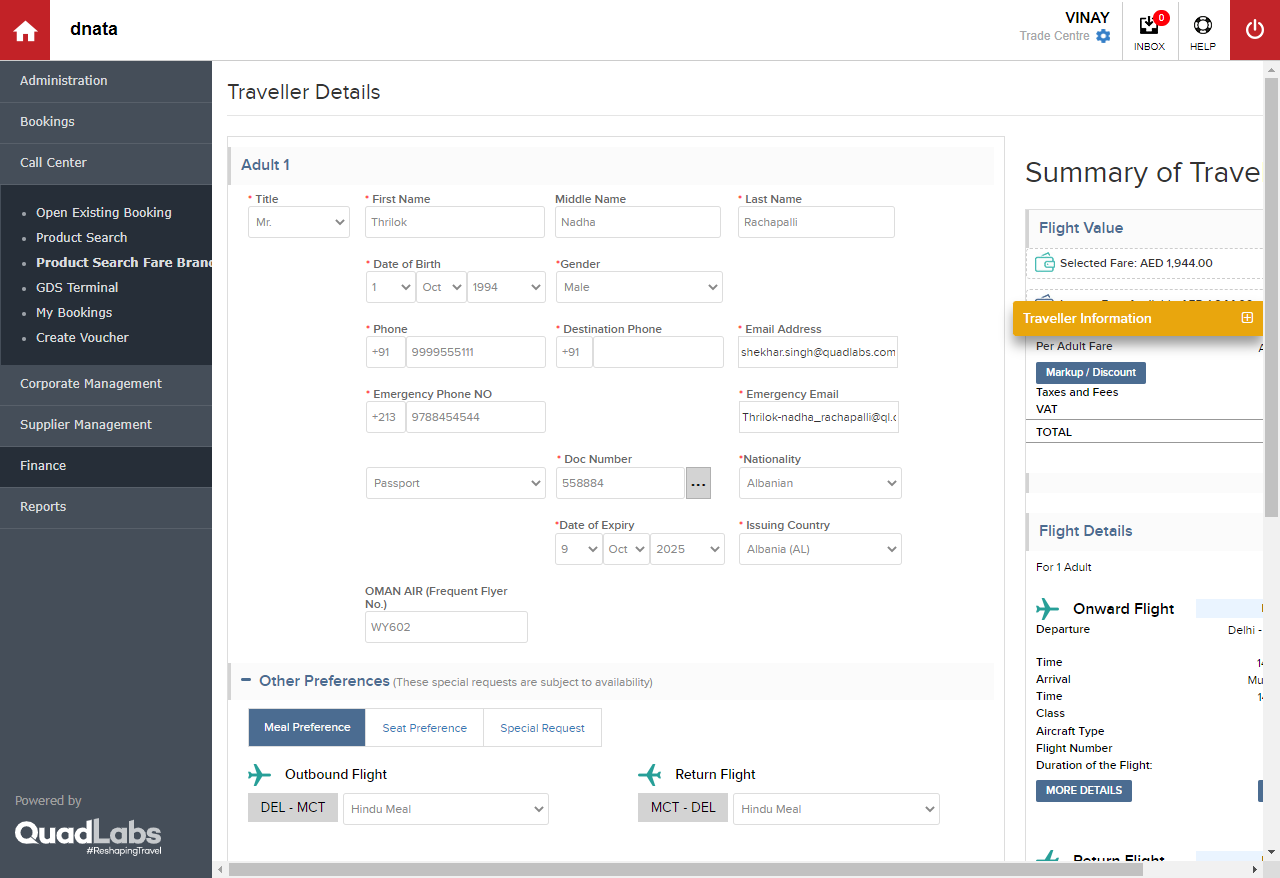 dnata
VINAY
Trade Centre
0
INBOX
HELP
Administration
Bookings
Call Center
Open Existing Booking
Product Search
Product Search Fare Bran
GDS Terminal
My Bookings
Create Voucher
Corporate Management
Supplier Management
Finance
Reports
Powered by
QuadLabs
#ReshapingTravel
Traveller Details
Adult 1
* Title
* First Name
Middle Name
* Last Name
Mr.
Thrilok
Nadha
Rachapalli
* Date of Birth
*Gender
1
Oct
1994
Male
* Phone
* Destination Phone
* Email Address
+91
9999555111
+91
shekhar.singh@quadlabs.com
* Emergency Phone NO
* Emergency Email
+213
9788454544
Thrilok-nadha_rachapalli@ql.c
* Doc Number
*Nationality
Passport
558884
...
Albanian
*Date of Expiry
* Issuing Country
9
Oct
2025
Albania (AL)
OMAN AIR (Frequent Flyer
No.)
WY602
Other Preferences (These special requests are subject to availability)
Meal Preference
Seat Preference
Special Request
Outbound Flight
Return Flight
DEL - MCT
Hindu Meal
MCT - DEL
Hindu Meal
Summary of Trave
Flight Value
Selected Fare: AED 1,944.00
Traveller Information
Per Adult Fare
Markup / Discount
Taxes and Fees
VAT
TOTAL
Flight Details
For 1 Adult
Onward Flight
Departure
Delhi -
Time
14
Arrival
Mu
Time
14
Class
Aircraft Type
Flight Number
Duration of the Flight:
MORE DETAILS
Return Flight